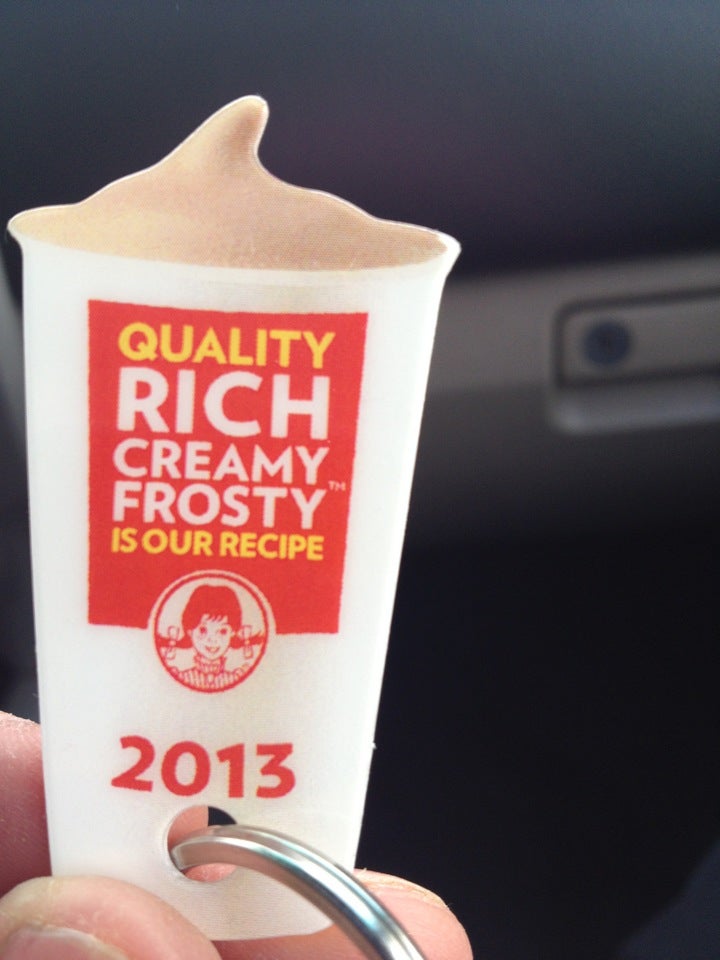 QUALITY
RICH
CREAMY
FROSTY™
IS OUR RECIPE
2013